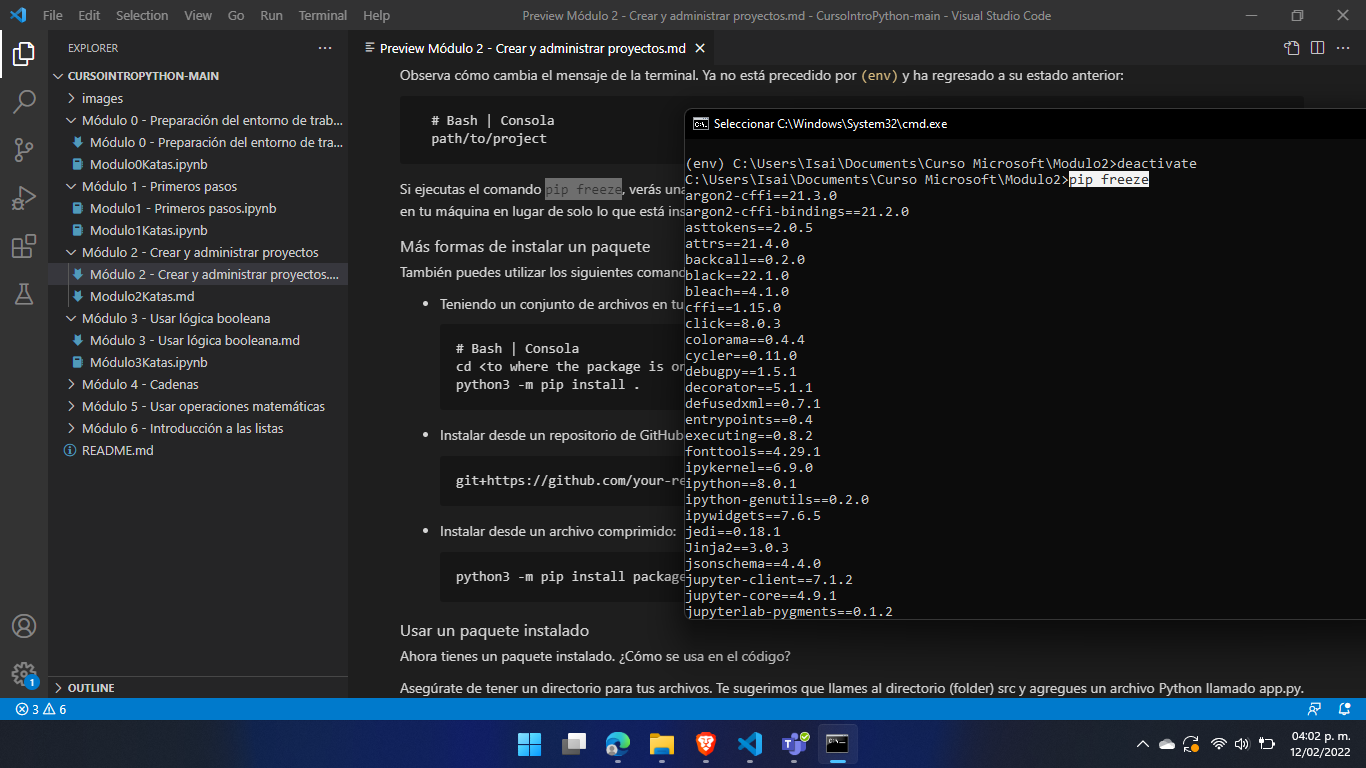 File Edit Selection View Go Run Terminal Help
Preview Módulo 2 - Crear y administrar proyectos.md - CursoIntroPython-main - Visual Studio Code
EXPLORER
CURSOINTROPYTHON-MAIN
images
Módulo 0 - Preparación del entorno de trab...
Módulo 0 - Preparación del entorno de tra...
Modulo0Katas.ipynb
Módulo 1 - Primeros pasos
Modulo1 - Primeros pasos.ipynb
Modulo1Katas.ipynb
Módulo 2 - Crear y administrar proyectos
Módulo 2 - Crear y administrar proyectos....
Modulo2Katas.md
Módulo 3 - Usar lógica booleana
Módulo 3 - Usar lógica booleana.md
Módulo3Katas.ipynb
Módulo 4 - Cadenas
Módulo 5 - Usar operaciones matemáticas
Módulo 6 - Introducción a las listas
README.md
OUTLINE
1
3 6
Preview Módulo 2 - Crear y administrar proyectos.md
Observa cómo cambia el mensaje de la terminal. Ya no está precedido por (env) y ha regresado a su estado anterior:
# Bash | Consola
path/to/project
Si ejecutas el comando pip freeze, verás una
en tu máquina en lugar de solo lo que está ins
Más formas de instalar un paquete
También puedes utilizar los siguientes coman
Teniendo un conjunto de archivos en tu
# Bash | Consola
cd <to where the package is on
python3 -m pip install .
Instalar desde un repositorio de GitHub
git+https://github.com/your-re
Instalar desde un archivo comprimido:
python3 -m pip install package
Usar un paquete instalado
Ahora tienes un paquete instalado. ¿Cómo se usa en el código?
Asegúrate de tener un directorio para tus archivos. Te sugerimos que llames al directorio (folder) src y agregues un archivo Python llamado app.py.
Seleccionar C:\Windows\System32\cmd.exe
(env) C:\Users\Isai\Documents\Curso Microsoft\Modulo2>deactivate
C:\Users\Isai\Documents\Curso Microsoft\Modulo2>pip freeze
argon2-cffi==21.3.0
argon2-cffi-bindings==21.2.0
asttokens==2.0.5
attrs==21.4.0
backcall==0.2.0
black==22.1.0
bleach==4.1.0
cffi==1.15.0
click==8.0.3
colorama==0.4.4
cycler==0.11.0
debugpy==1.5.1
decorator==5.1.1
defusedxml==0.7.1
entrypoints==0.4
executing==0.8.2
fonttools==4.29.1
ipykernel==6.9.0
ipython==8.0.1
ipython-genutils==0.2.0
ipywidgets==7.6.5
jedi==0.18.1
Jinja2==3.0.3
jsonschema==4.4.0
jupyter-client==7.1.2
jupyter-core==4.9.1
jupyterlab-pygments==0.1.2
04:02 p. m.
12/02/2022